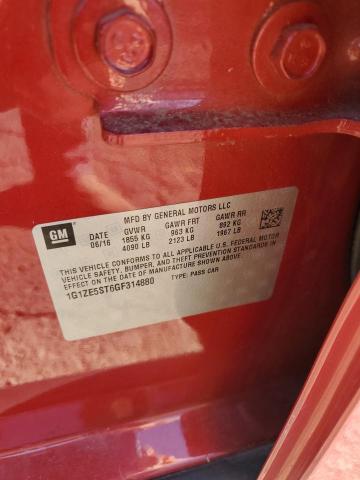 GM
MFD BY GENERAL MOTORS LLC
DATE GVWR GAWR FRT GAWR RR
06/16 1855 KG 963 KG 892 KG
4090 LB 2123 LB 1967 LB
THIS VEHICLE CONFORMS TO ALL APPLICABLE U.S. FEDERAL MOTOR
VEHICLE SAFETY, BUMPER, AND THEFT PREVENTION STANDARDS IN
EFFECT ON THE DATE OF MANUFACTURE SHOWN ABOVE.
1G1ZE5ST6GF314880 TYPE: PASS CAR